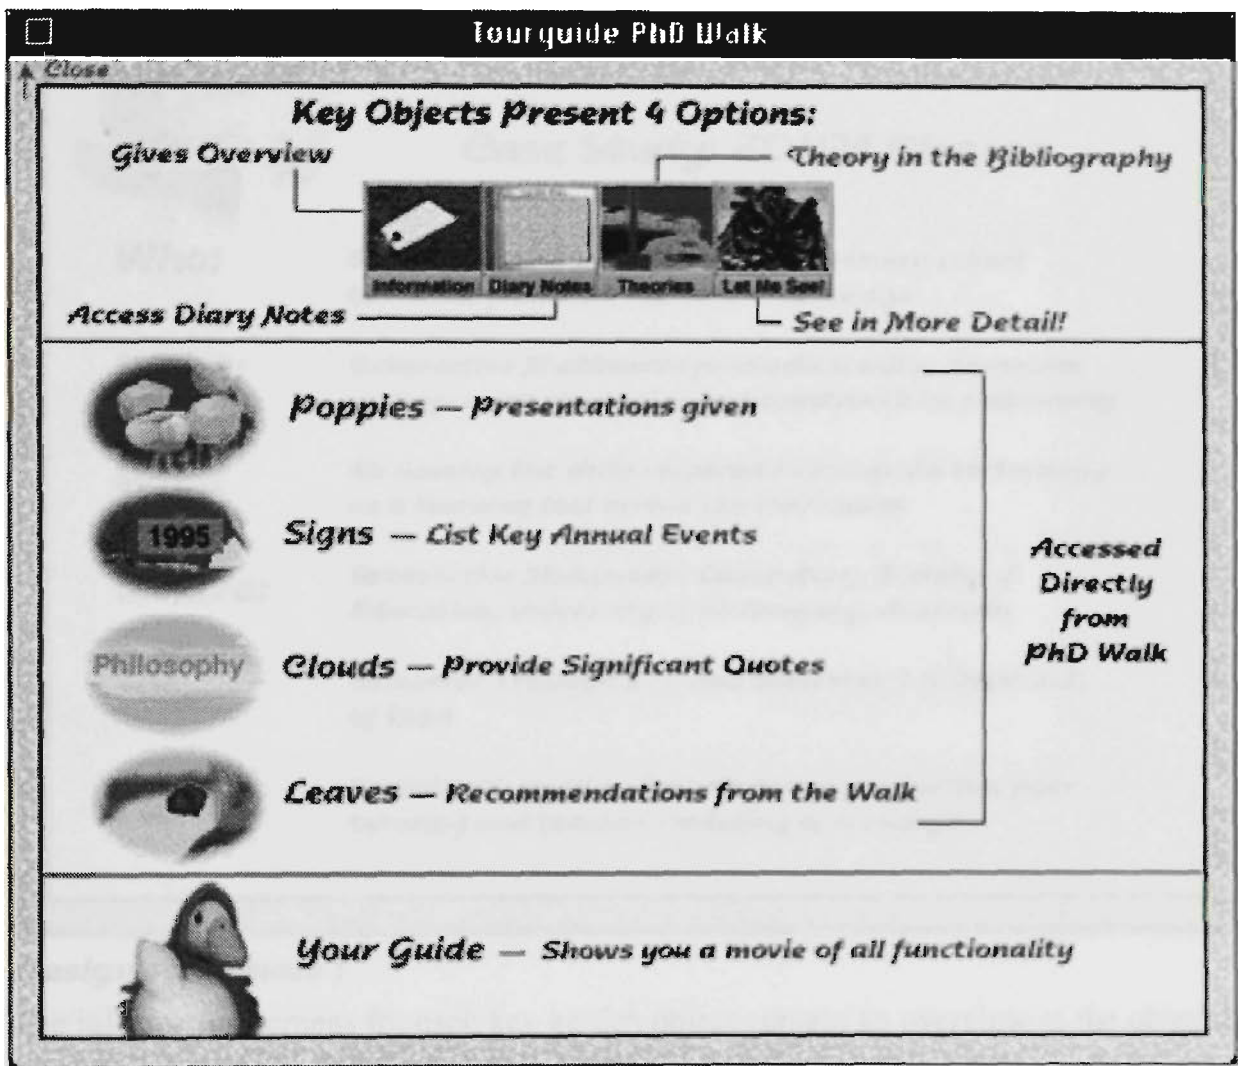 Tourguide PhD Walk
Close
Key Objects Present 4 Options:
Gives Overview
Theory in the Bibliography
Information Diary Notes Theories Let Me See!
Access Diary Notes
See in More Detail!
Poppies — Presentations given
1995
Signs — List Key Annual Events
Philosophy
Clouds — Provide Significant Quotes
Leaves — Recommendations from the Walk
Accessed
Directly
from
PhD Walk
Your Guide — Shows you a movie of all functionality